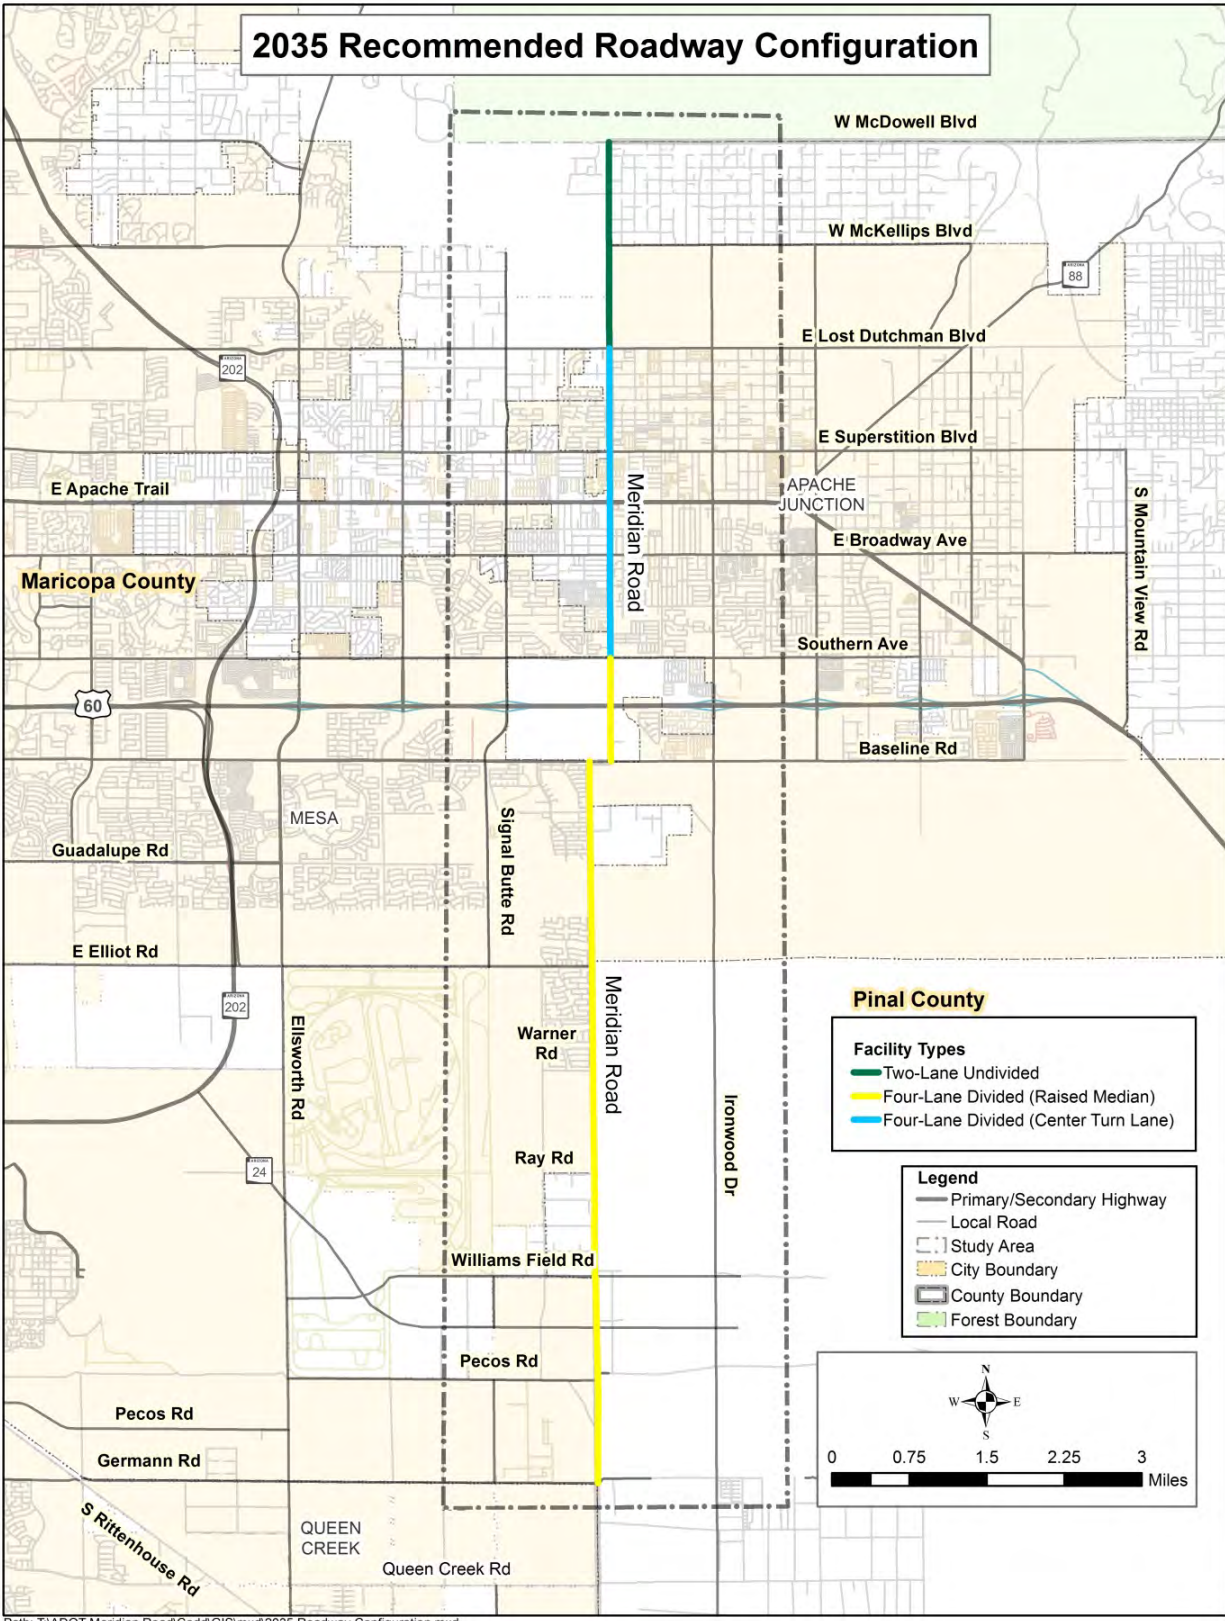 2035 Recommended Roadway Configuration
W McDowell Blvd
W McKellips Blvd
ARIZONA
88
E Lost Dutchman Blvd
ARIZONA
202
E Superstition Blvd
E Apache Trail
Meridian Road
APACHE
JUNCTION
S Mountain View Rd
E Broadway Ave
Maricopa County
Southern Ave
60
Baseline Rd
MESA
Signal Butte Rd
Guadalupe Rd
E Elliot Rd
ARIZONA
202
Ellsworth Rd
Warner
Rd
Meridian Road
Ironwood Dr
Pinal County
Facility Types
Two-Lane Undivided
Four-Lane Divided (Raised Median)
Four-Lane Divided (Center Turn Lane)
ARIZONA
24
Ray Rd
Legend
Primary/Secondary Highway
Local Road
Study Area
City Boundary
County Boundary
Forest Boundary
Williams Field Rd
Pecos Rd
Pecos Rd
Germann Rd
N
W E
S
0 0.75 1.5 2.25 3
Miles
S Rittenhouse Rd
QUEEN
CREEK
Queen Creek Rd